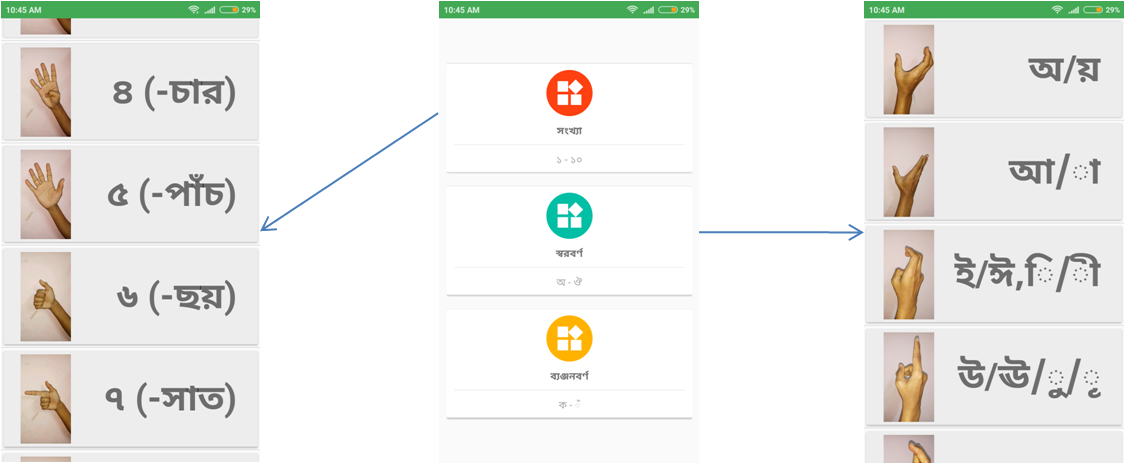 10:45 AM 29%
৪ (-চার)
৫ (-পাঁচ)
৬ (-ছয়)
৭ (-সাত)
10:45 AM 29%
সংখ্যা
১ - ১০
স্বরবর্ণ
অ - ঔ
ব্যঞ্জনবর্ণ
ক - ঁ
10:45 AM 29%
অ/য়
আ/া
ই/ঈ,ি/ী
উ/ঊ/ু/ূ